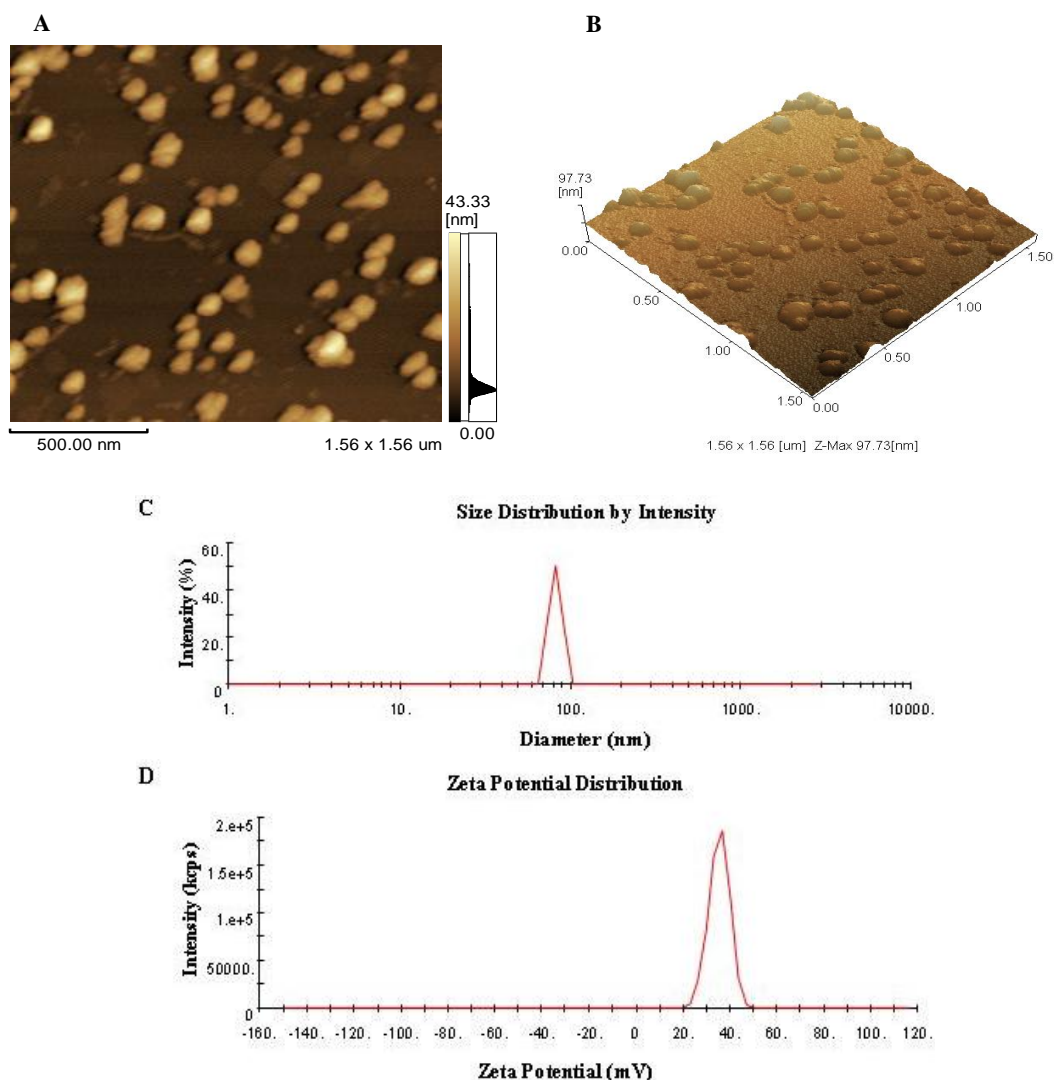 A
B
43.33
[nm]
0.00
500.00 nm
1.56 x 1.56 um
97.73
[nm]
0.00
0.50
1.00
1.50
0.00
0.50
1.00
1.50
1.56 x 1.56 [um] Z-Max 97.73[nm]
C
Size Distribution by Intensity
Intensity (%)
60.
40.
20.
0
1. 10. 100. 1000. 10000.
Diameter (nm)
D
Zeta Potential Distribution
Intensity (kcps)
2.e+5
1.5e+5
1.e+5
50000.
0
-160. -140. -120. -100. -80. -60. -40. -20. 0 20. 40. 60. 80. 100. 120.
Zeta Potential (mV)